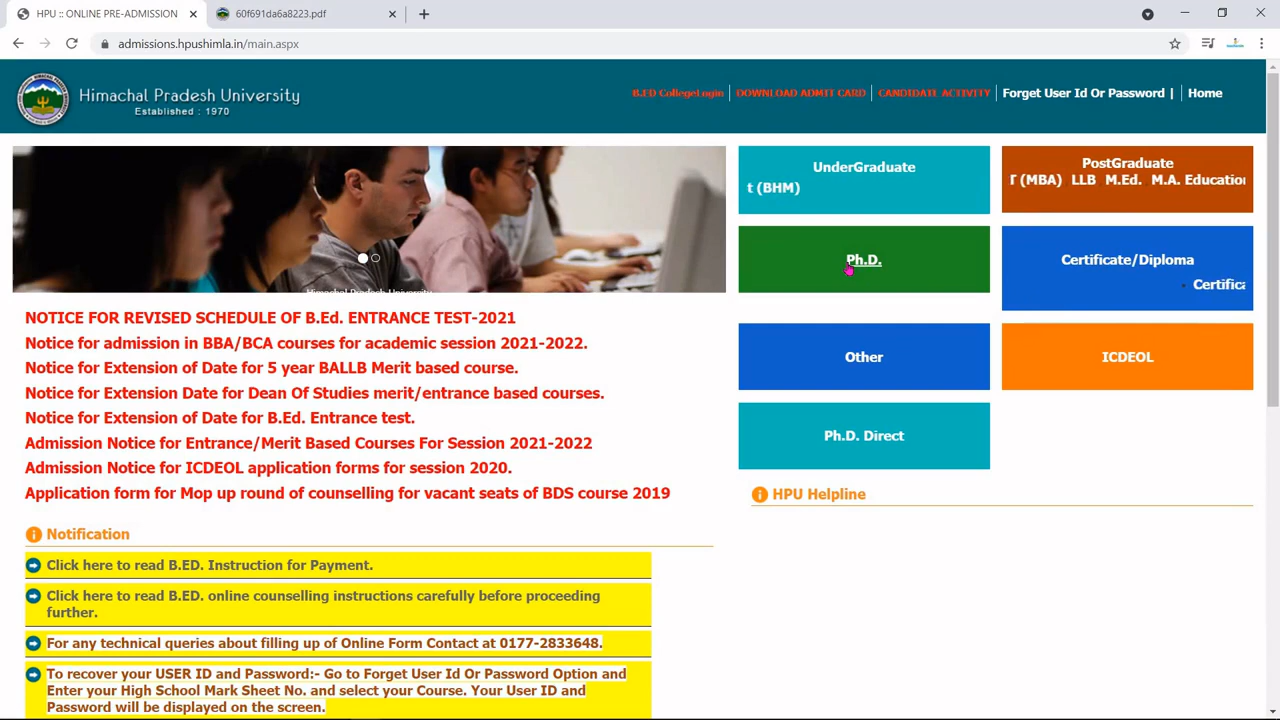 HPU :: ONLINE PRE-ADMISSION
60f691da6a8223.pdf
admissions.hpushimla.in/main.aspx
Himachal Pradesh University
Established : 1970
B.ED CollegeLogin
DOWNLOAD ADMIT CARD
CANDIDATE ACTIVITY
Forget User Id Or Password |
Home
UnderGraduate
t (BHM)
PostGraduate
(MBA) LLB M.Ed. M.A. Education
Ph.D.
Certificate/Diploma
Certifica
Himachal Pradesh University
Other
ICDEOL
Ph.D. Direct
HPU Helpline
NOTICE FOR REVISED SCHEDULE OF B.Ed. ENTRANCE TEST-2021
Notice for admission in BBA/BCA courses for academic session 2021-2022.
Notice for Extension of Date for 5 year BALLB Merit based course.
Notice for Extension Date for Dean Of Studies merit/entrance based courses.
Notice for Extension of Date for B.Ed. Entrance test.
Admission Notice for Entrance/Merit Based Courses For Session 2021-2022
Admission Notice for ICDEOL application forms for session 2020.
Application form for Mop up round of counselling for vacant seats of BDS course 2019
Notification
Click here to read B.ED. Instruction for Payment.
Click here to read B.ED. online counselling instructions carefully before proceeding
further.
For any technical queries about filling up of Online Form Contact at 0177-2833648.
To recover your USER ID and Password:- Go to Forget User Id Or Password Option and
Enter your High School Mark Sheet No. and select your Course. Your User ID and
Password will be displayed on the screen.